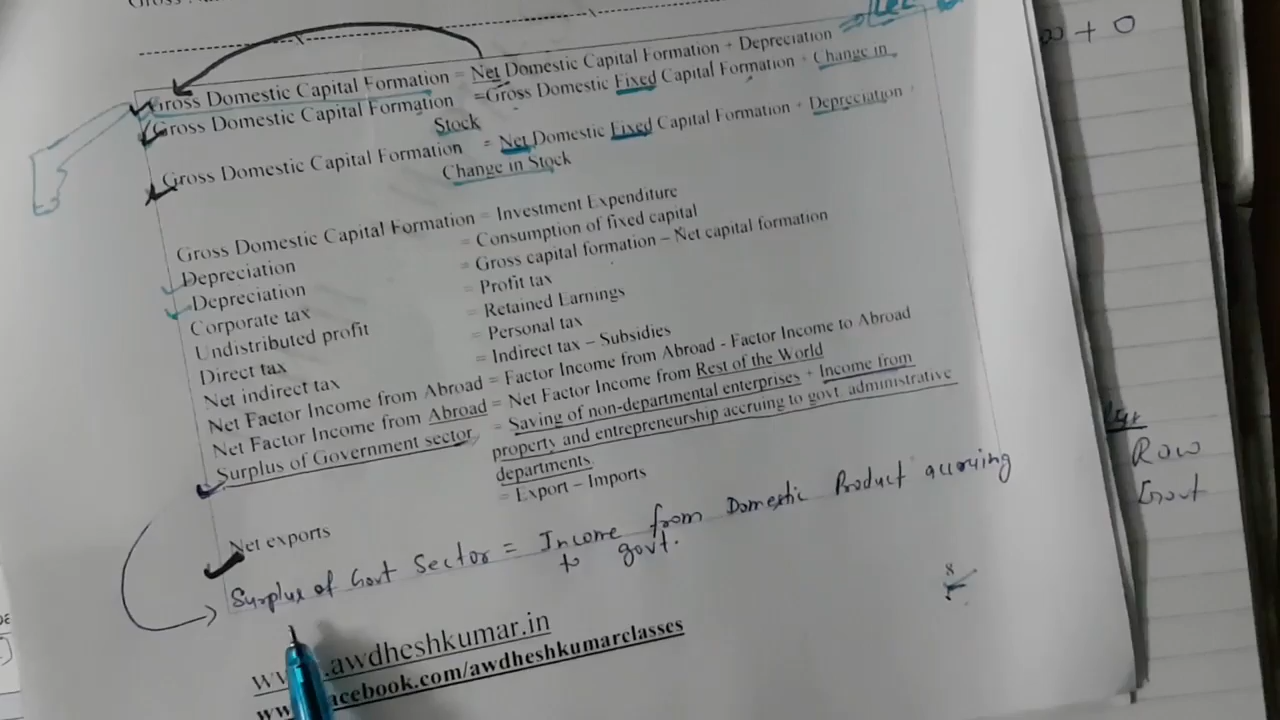 Gross Domestic Capital Formation = Net Domestic Capital Formation + Depreciation
Gross Domestic Capital Formation =Gross Domestic Fixed Capital Formation + Change in
Stock
Gross Domestic Capital Formation = Net Domestic Fixed Capital Formation + Depreciation +
Change in Stock
Gross Domestic Capital Formation = Investment Expenditure
Depreciation = Consumption of fixed capital
Depreciation = Gross capital formation – Net capital formation
Corporate tax = Profit tax
Undistributed profit = Retained Earnings
Direct tax = Personal tax
Net indirect tax = Indirect tax – Subsidies
Net Factor Income from Abroad = Factor Income from Abroad - Factor Income to Abroad
Net Factor Income from Abroad = Net Factor Income from Rest of the World
Surplus of Government sector = Saving of non-departmental enterprises + Income from
property and entrepreneurship accruing to govt. administrative
departments
Net exports = Export – Imports
Surplus of Govt Sector = Income from Domestic Product accruing
to govt.
8
www.awdheshkumar.in
facebook.com/awdheshkumarclasses
+ 0
Row
Govt